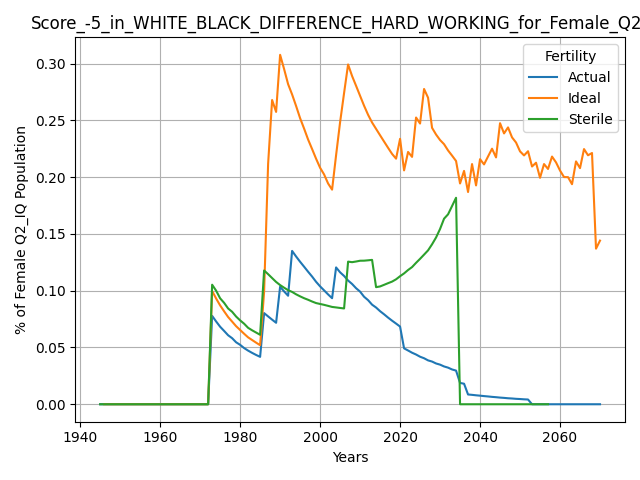 Score_-5_in_WHITE_BLACK_DIFFERENCE_HARD_WORKING_for_Female_Q2
Fertility
Actual
Ideal
Sterile
% of Female Q2_IQ Population
0.30
0.25
0.20
0.15
0.10
0.05
0.00
1940 1960 1980 2000 2020 2040 2060
Years